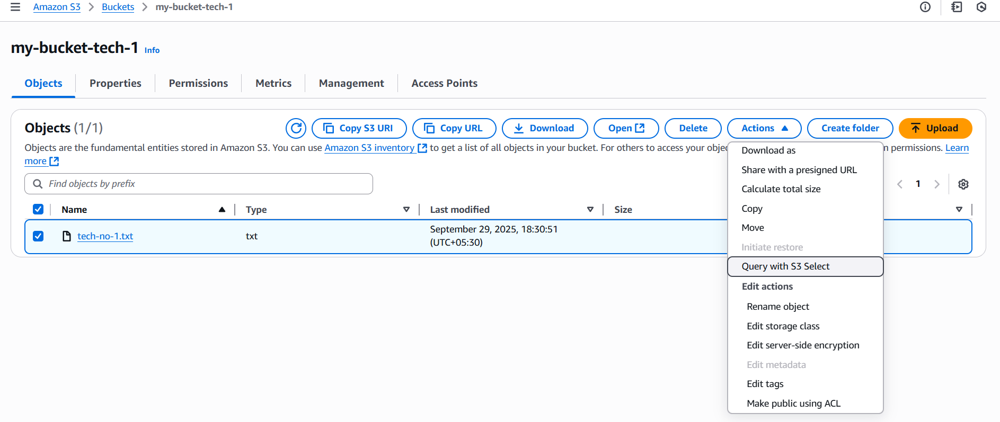 Amazon S3 > Buckets > my-bucket-tech-1
my-bucket-tech-1 Info
Objects Properties Permissions Metrics Management Access Points
Objects (1/1) Copy S3 URI Copy URL Download Open Delete Actions Create folder Upload
Objects are the fundamental entities stored in Amazon S3. You can use Amazon S3 inventory to get a list of all objects in your bucket. For others to access your permissions. Learn
more
Find objects by prefix
1
Name Type Last modified Size
tech-no-1.txt txt September 29, 2025, 18:30:51
(UTC+05:30)
Download as
Share with a presigned URL
Calculate total size
Copy
Move
Initiate restore
Query with S3 Select
Edit actions
Rename object
Edit storage class
Edit server-side encryption
Edit metadata
Edit tags
Make public using ACL